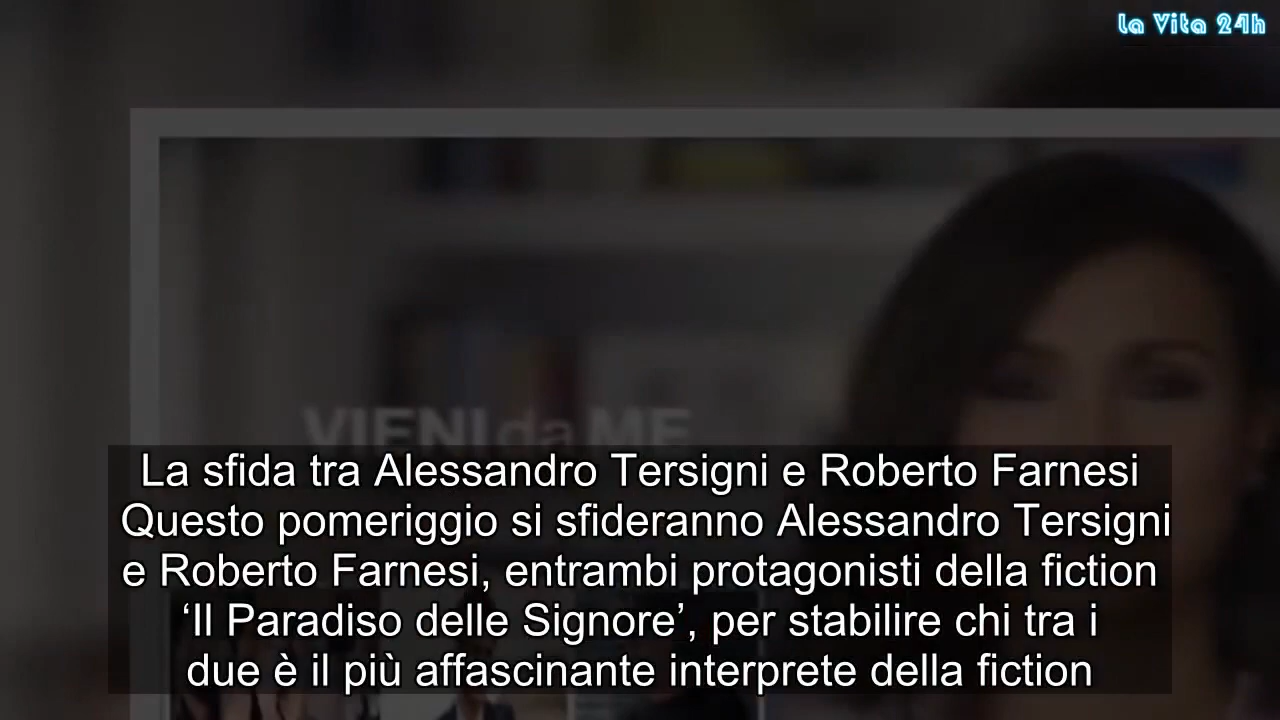 La Vita 24h
VIENI da ME
La sfida tra Alessandro Tersigni e Roberto Farnesi
Questo pomeriggio si sfideranno Alessandro Tersigni
e Roberto Farnesi, entrambi protagonisti della fiction
‘Il Paradiso delle Signore’, per stabilire chi tra i
due è il più affascinante interprete della fiction